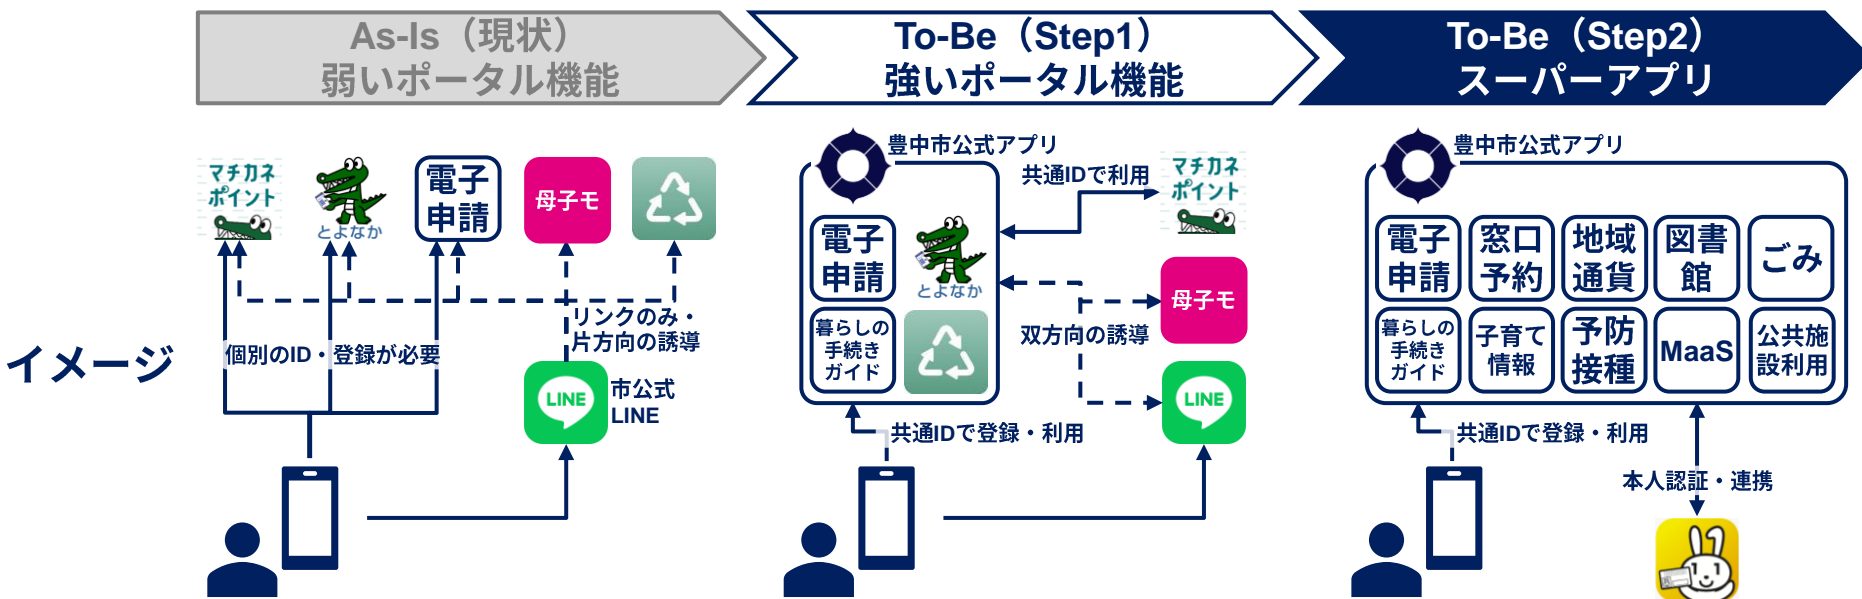 As-Is（現状）
弱いポータル機能
To-Be（Step1）
強いポータル機能
To-Be（Step2）
スーパーアプリ
イメージ
マチカネ
ポイント
とよなか
電子
申請
母子モ
リンクのみ・
片方向の誘導
個別のID・登録が必要
LINE
市公式
LINE
豊中市公式アプリ
共通IDで利用
マチカネ
ポイント
電子
申請
とよなか
母子モ
暮らしの
手続き
ガイド
双方向の誘導
LINE
共通IDで登録・利用
豊中市公式アプリ
電子
申請
窓口
予約
地域
通貨
図書
館
ごみ
暮らしの
手続き
ガイド
子育て
情報
予防
接種
MaaS
公共施
設利用
共通IDで登録・利用
本人認証・連携